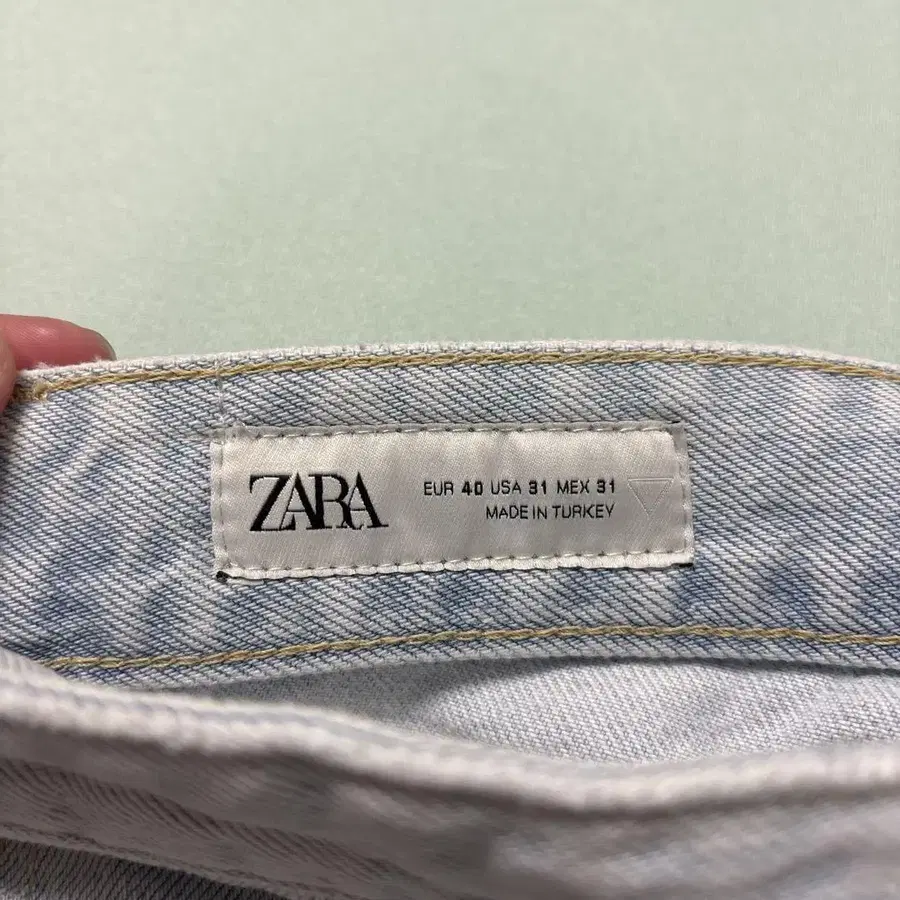 ZARA
EUR 40 USA 31 MEX 31
MADE IN TURKEY